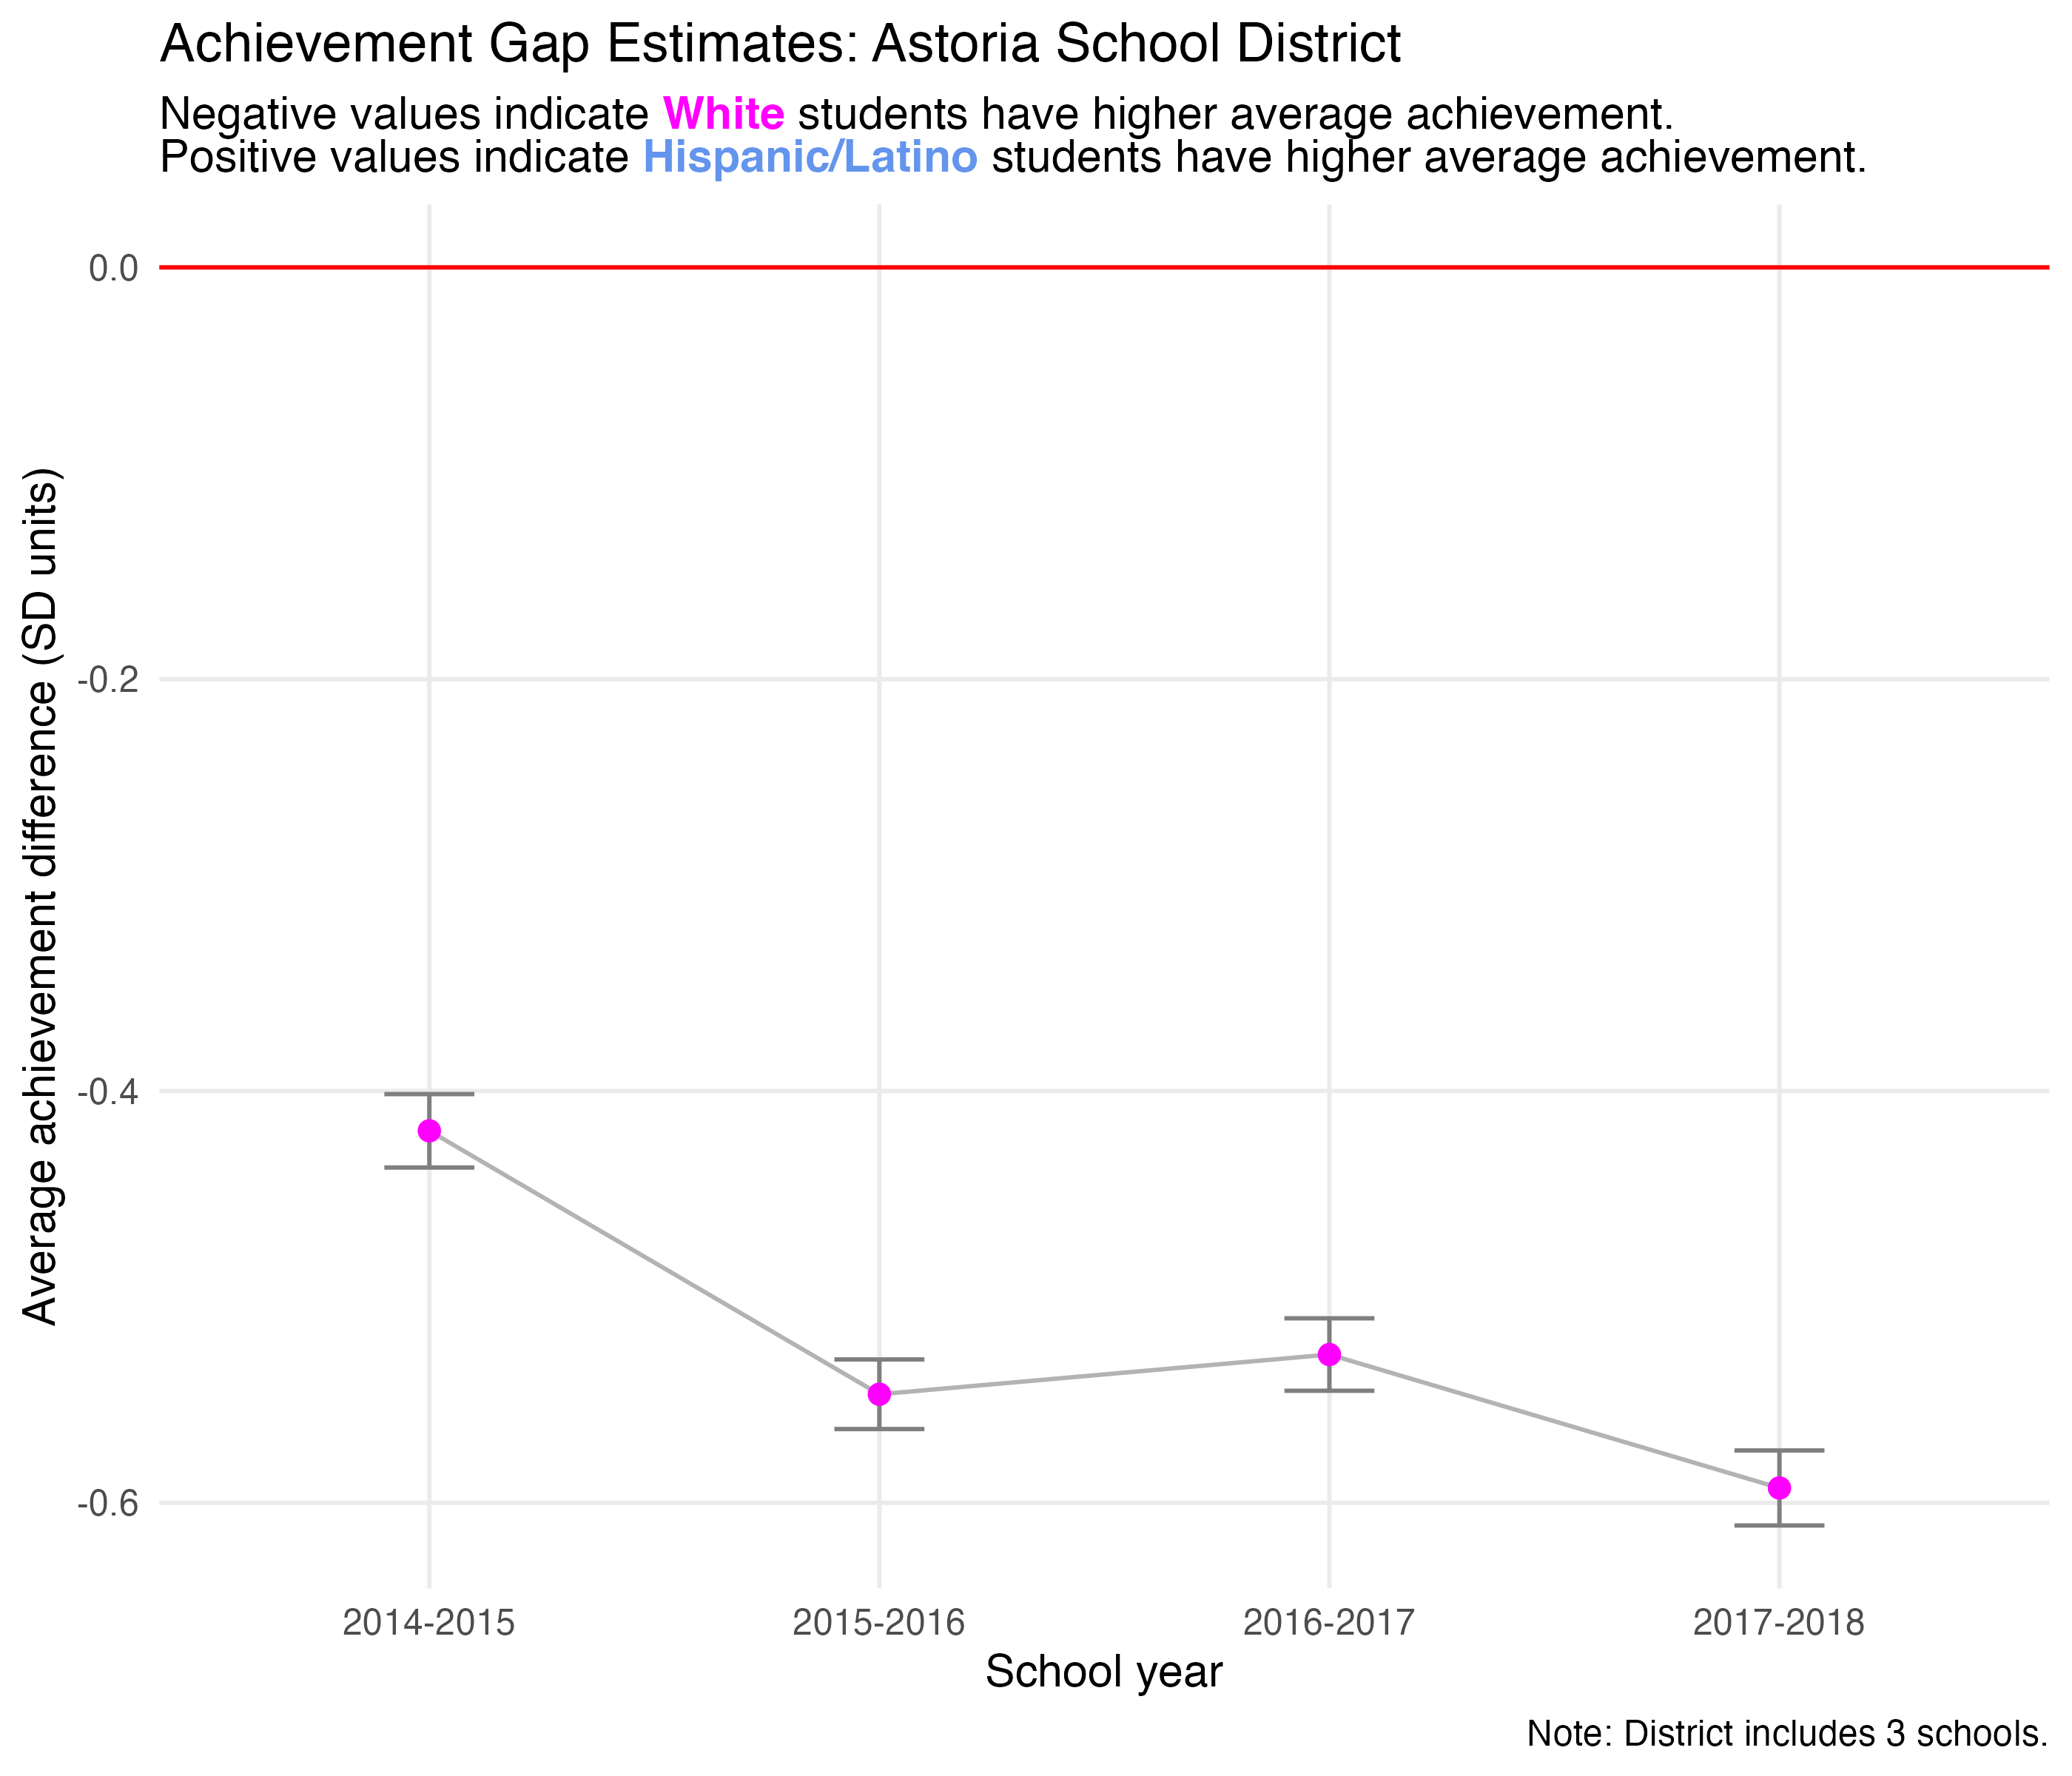 Achievement Gap Estimates: Astoria School District
Negative values indicate White students have higher average achievement.
Positive values indicate Hispanic/Latino students have higher average achievement.
Average achievement difference (SD units)
0.0
-0.2
-0.4
-0.6
2014-2015
2015-2016
2016-2017
2017-2018
School year
Note: District includes 3 schools.